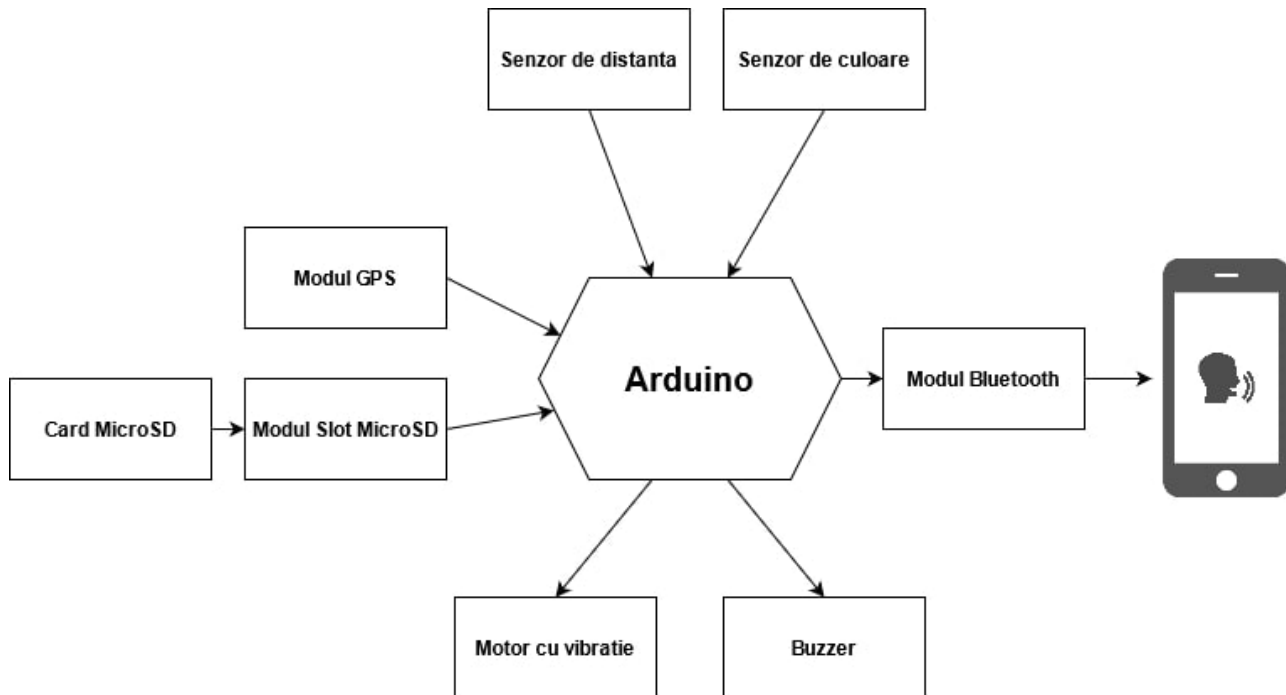 Senzor de distanta
Senzor de culoare
Modul GPS
Arduino
Modul Bluetooth
Card MicroSD
Modul Slot MicroSD
Motor cu vibratie
Buzzer